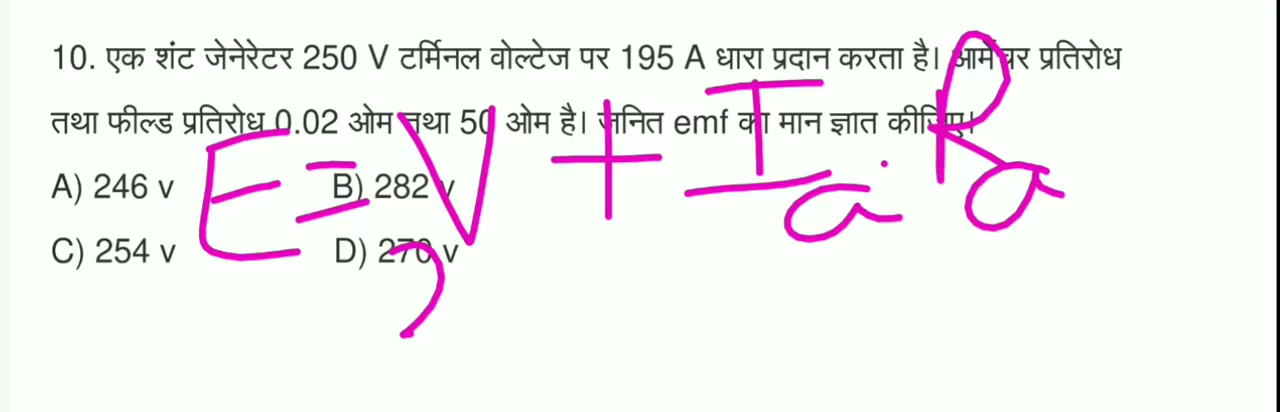 10. एक शंट जेनेरेटर 250 V टर्मिनल वोल्टेज पर 195 A धारा प्रदान करता है। आर्मेचर प्रतिरोध
तथा फील्ड प्रतिरोध 0.02 ओम तथा 50 ओम है। जनित emf का मान ज्ञात कीजिए।
A) 246 v B) 282 v
C) 254 v D) 270 v
E = V + Ia . Ra